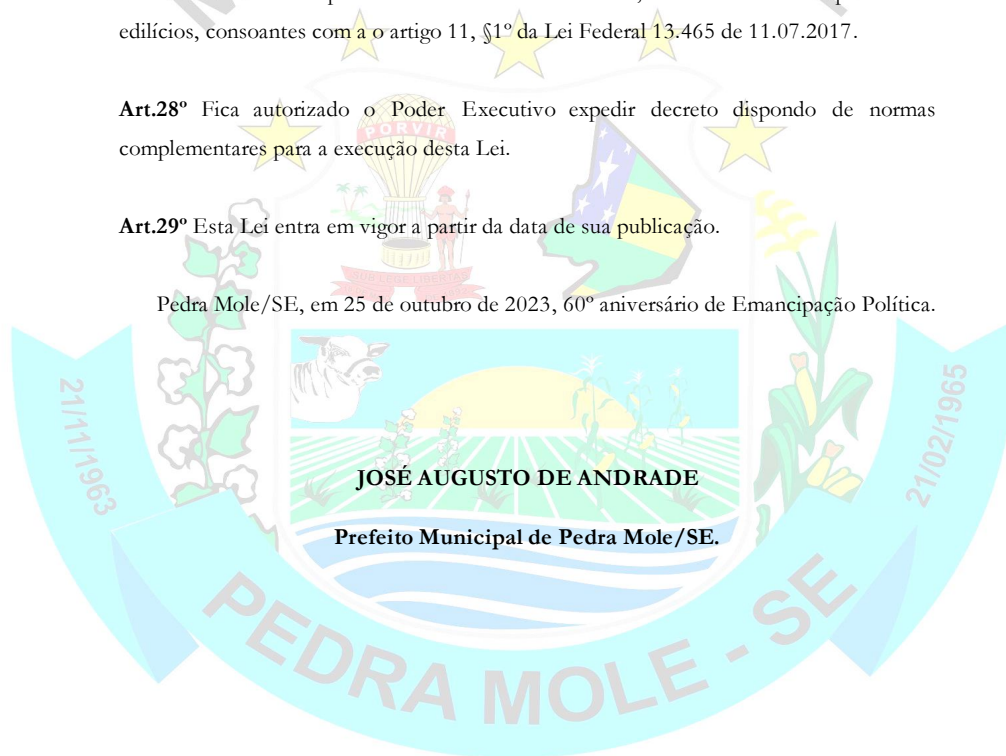 edilícios, consoantes com a o artigo 11, §1º da Lei Federal 13.465 de 11.07.2017.
Art.28º Fica autorizado o Poder Executivo expedir decreto dispondo de normas
complementares para a execução desta Lei.
PORVIR
Art.29º Esta Lei entra em vigor a partir da data de sua publicação.
SUB LEGE LIBERTAS
Pedra Mole/SE, em 25 de outubro de 2023, 60º aniversário de Emancipação Política.
21/11/1963
21/02/1965
JOSÉ AUGUSTO DE ANDRADE
Prefeito Municipal de Pedra Mole/SE.
PEDRA MOLE - SE